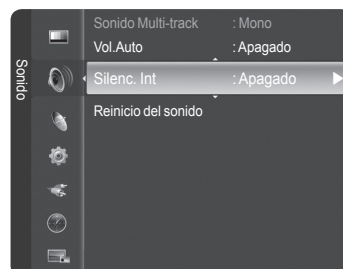 Sonido
Sonido Multi-track : Mono
Vol.Auto : Apagado
Silenc. Int : Apagado
Reinicio del sonido